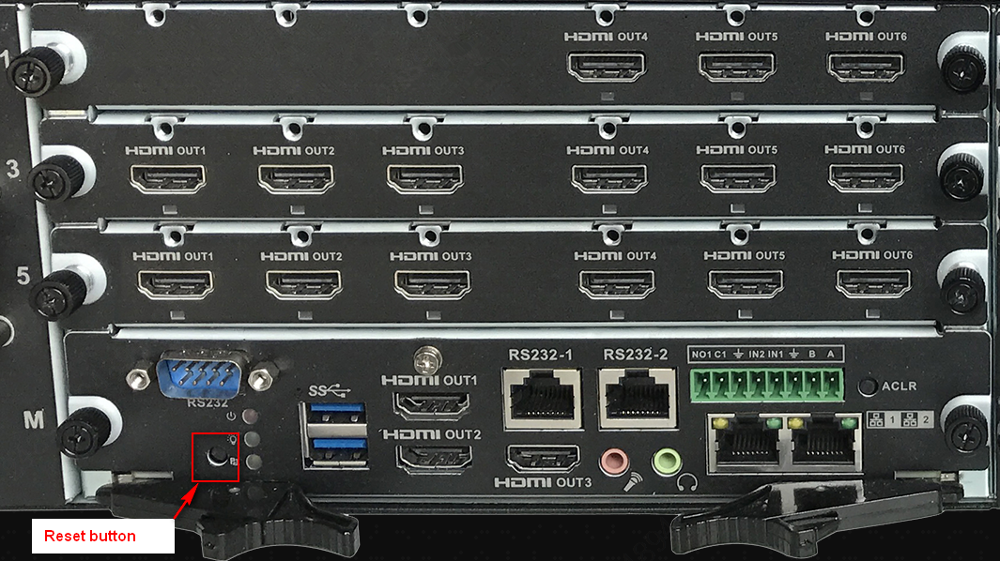 1
HDMI OUT4 HDMI OUT5 HDMI OUT6
3
HDMI OUT1 HDMI OUT2 HDMI OUT3 HDMI OUT4 HDMI OUT5 HDMI OUT6
5
HDMI OUT1 HDMI OUT2 HDMI OUT3 HDMI OUT4 HDMI OUT5 HDMI OUT6
M
RS232
SS
HDMI OUT1
HDMI OUT2
RS232-1 RS232-2
HDMI OUT3
NO1 C1 IN2 IN1 B A
ACLR
1 2
Reset button